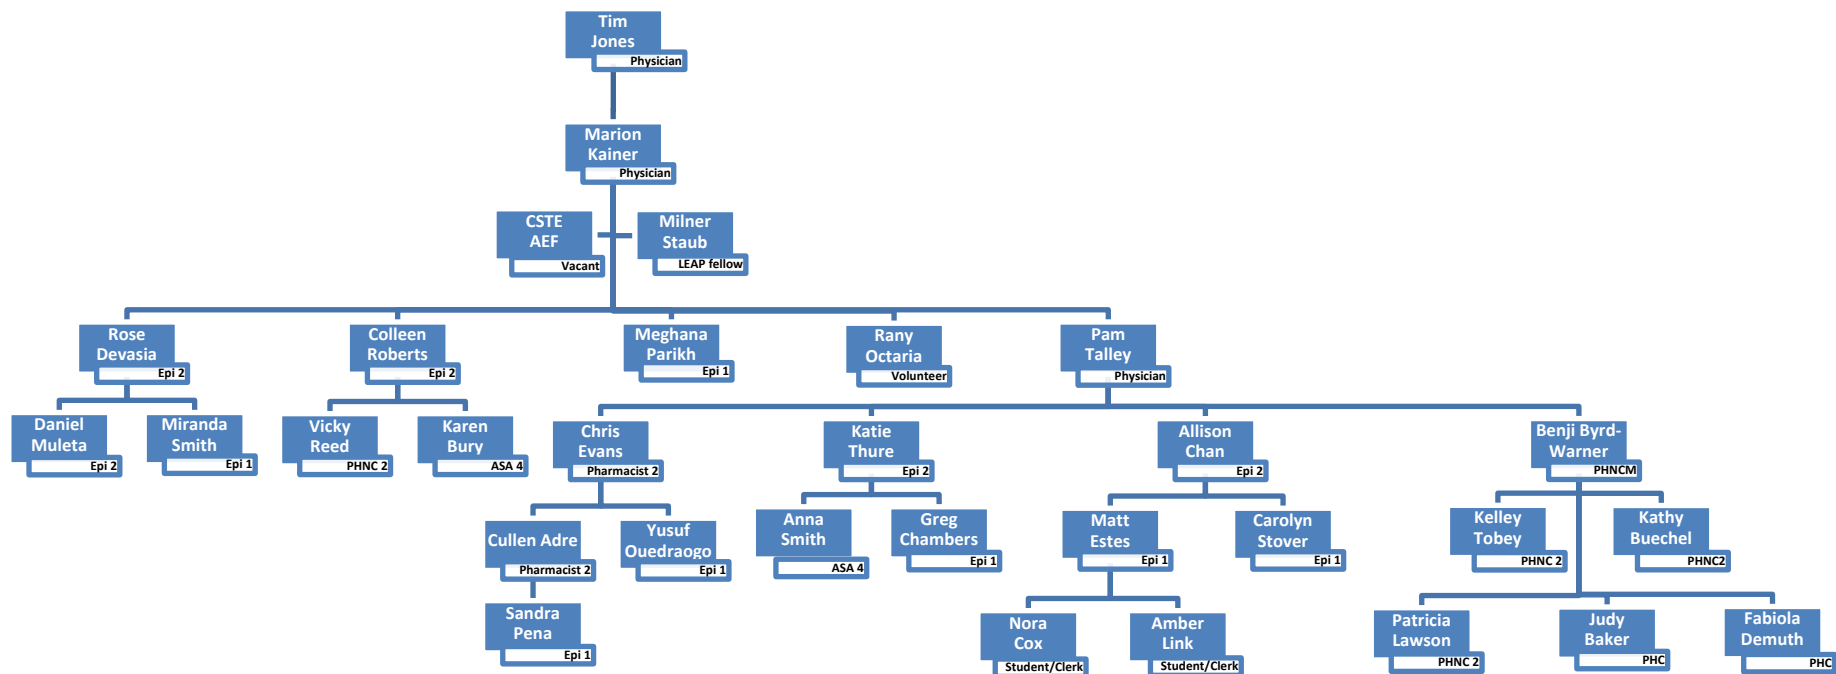 Tim
Jones
Physician
Marion
Kainer
Physician
CSTE
AEF
Vacant
Milner
Staub
LEAP fellow
Rose
Devasia
Epi 2
Colleen
Roberts
Epi 2
Meghana
Parikh
Epi 1
Rany
Octaria
Volunteer
Pam
Talley
Physician
Daniel
Muleta
Epi 2
Miranda
Smith
Epi 1
Vicky
Reed
PHNC 2
Karen
Bury
ASA 4
Chris
Evans
Pharmacist 2
Katie
Thure
Epi 2
Allison
Chan
Epi 2
Benji Byrd-
Warner
PHNCM
Cullen Adre
Pharmacist 2
Yusuf
Ouedraogo
Epi 1
Anna
Smith
ASA 4
Greg
Chambers
Epi 1
Matt
Estes
Epi 1
Carolyn
Stover
Epi 1
Kelley
Tobey
PHNC 2
Kathy
Buechel
PHNC2
Sandra
Pena
Epi 1
Nora
Cox
Student/Clerk
Amber
Link
Student/Clerk
Patricia
Lawson
PHNC 2
Judy
Baker
PHC
Fabiola
Demuth
PHC